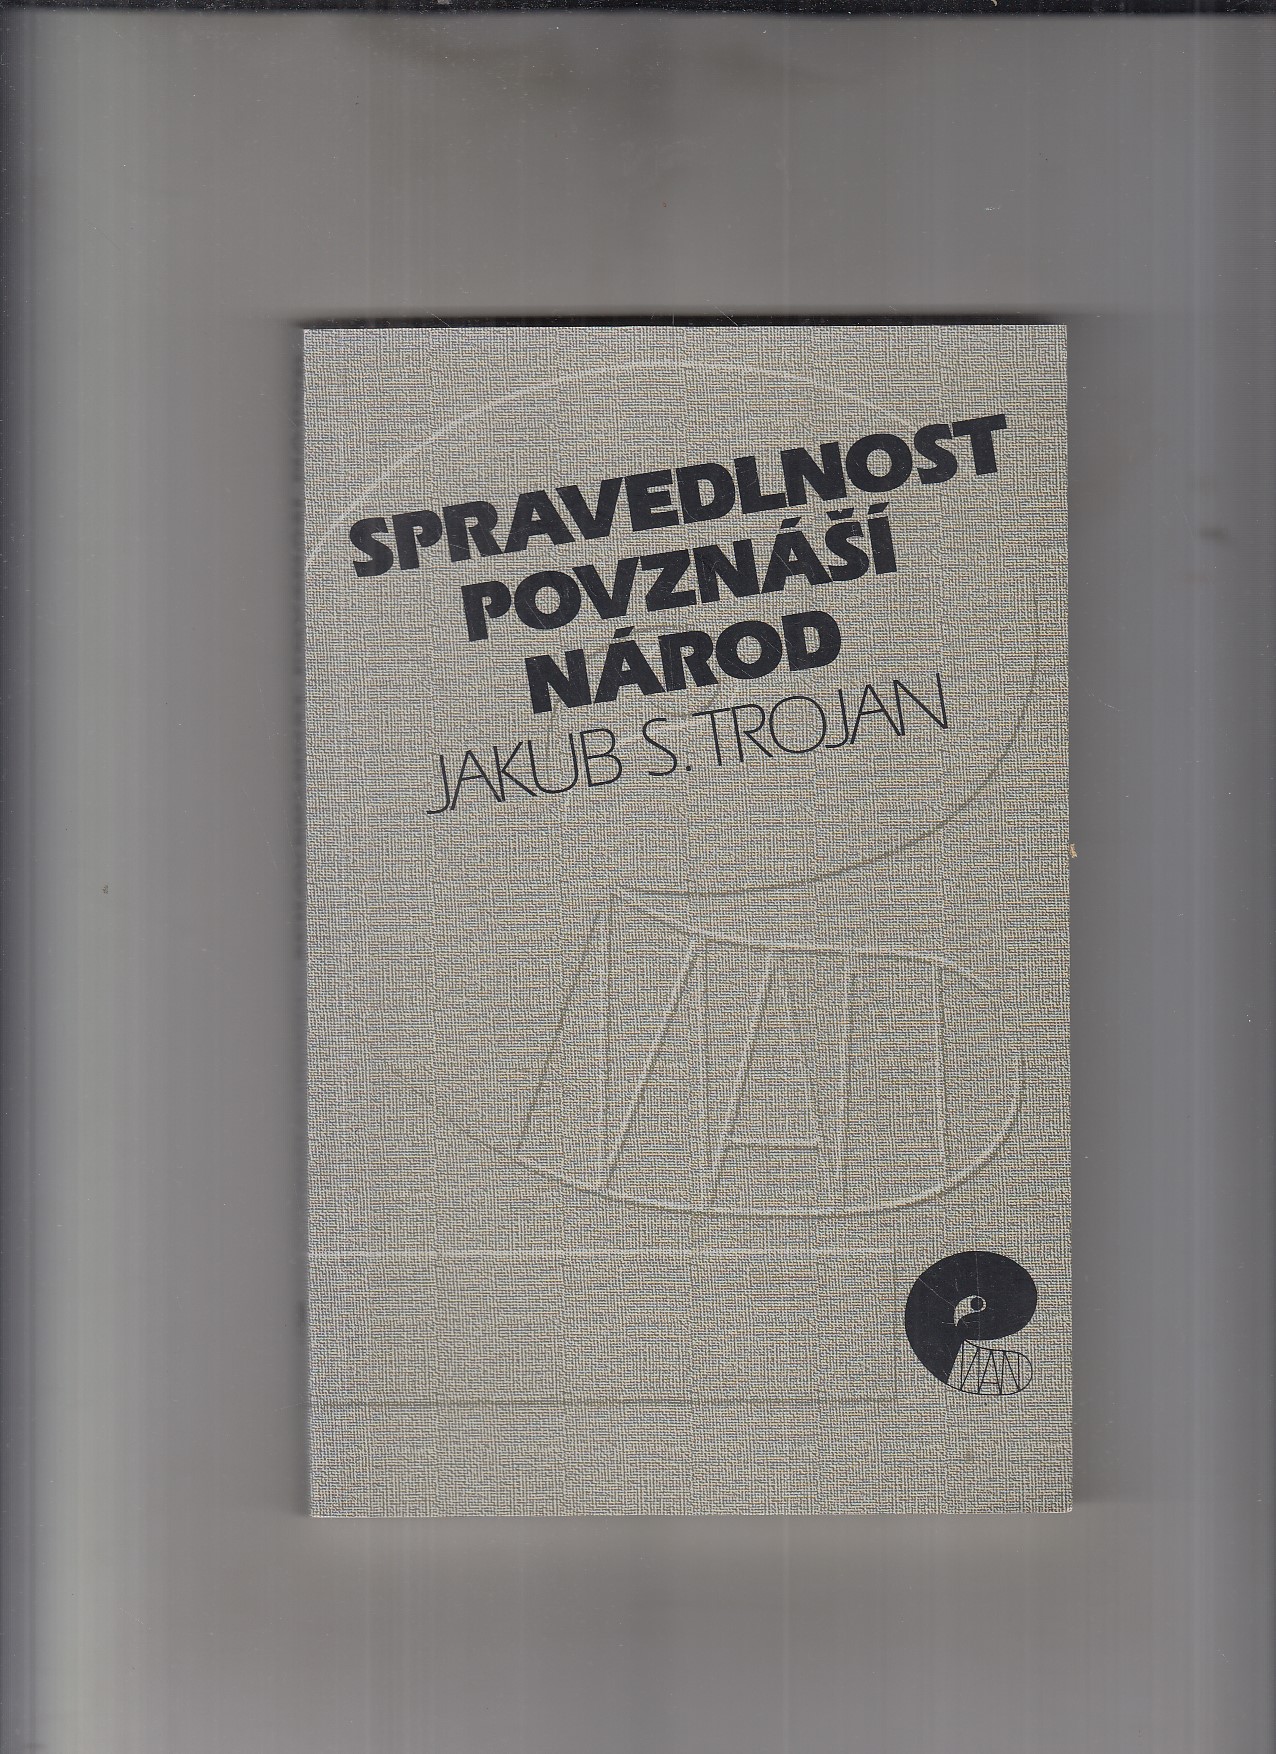 SPRAVEDLNOST
POVZNÁŠÍ
NÁROD
JAKUB S. TROJAN